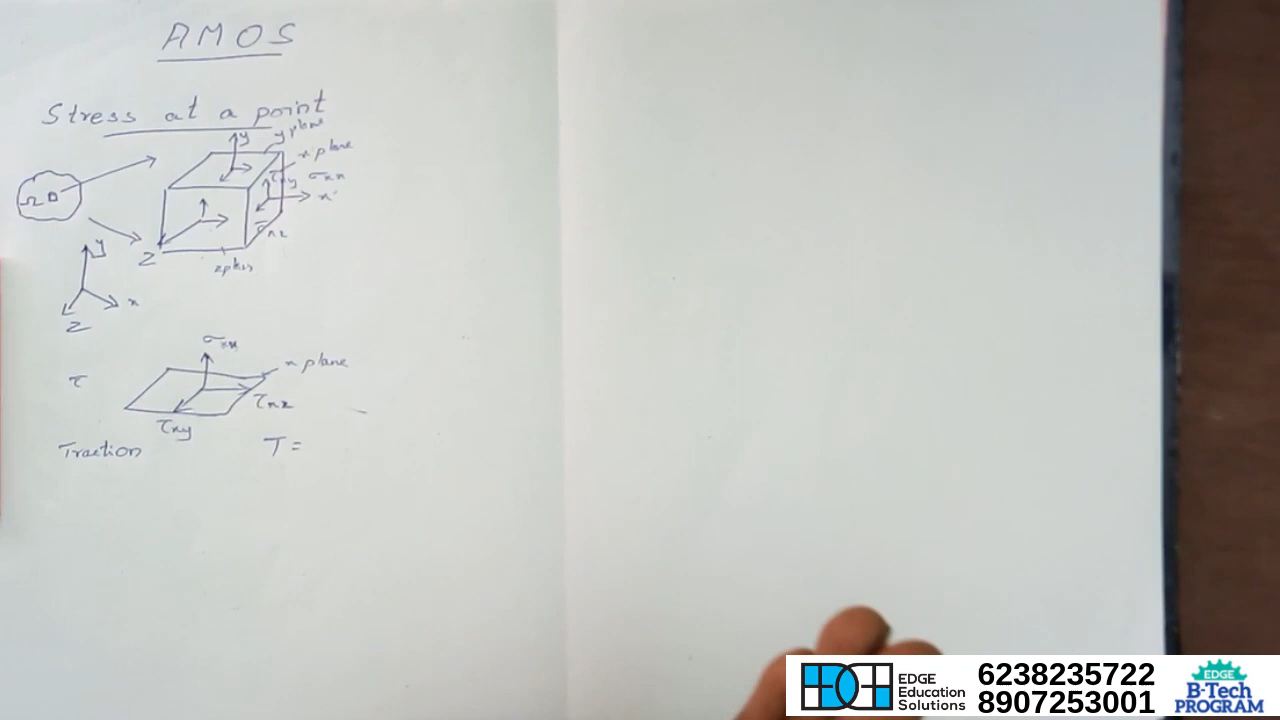 AMOS
Stress at a point
y
y plane
x plane
τxy σxx
x
Ω
τxz
z
z plane
y
x
z
σxx
x plane
τ
τxz
τxy
Traction T =
EDGE
Education
Solutions
6238235722
8907253001
EDGE
B-Tech
PROGRAM